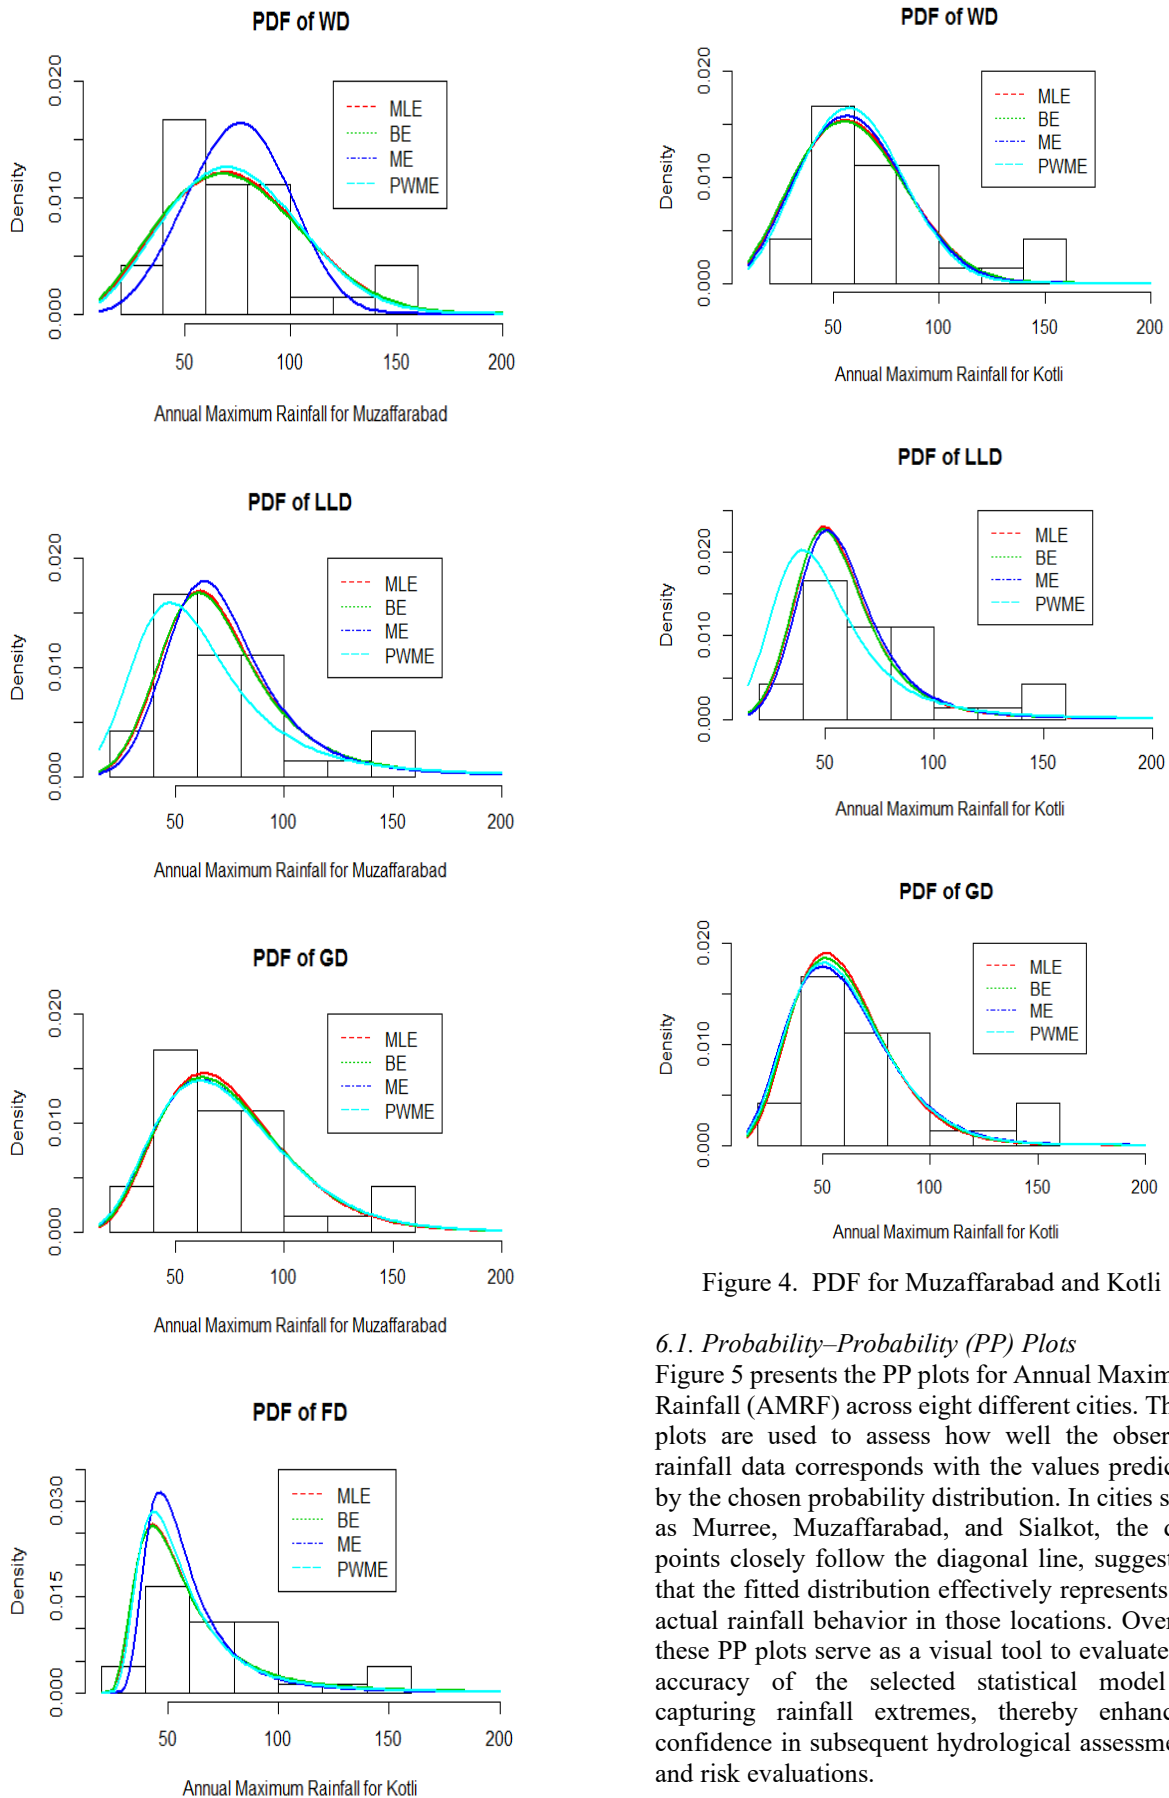 PDF of WD
0.020
0.010
0.000
Density
MLE
BE
ME
PWME
50 100 150 200
Annual Maximum Rainfall for Muzaffarabad
PDF of LLD
0.020
0.010
0.000
Density
MLE
BE
ME
PWME
50 100 150 200
Annual Maximum Rainfall for Muzaffarabad
PDF of GD
0.020
0.010
0.000
Density
MLE
BE
ME
PWME
50 100 150 200
Annual Maximum Rainfall for Muzaffarabad
PDF of FD
0.030
0.015
0.000
Density
MLE
BE
ME
PWME
50 100 150 200
Annual Maximum Rainfall for Kotli
PDF of WD
0.020
0.010
0.000
Density
MLE
BE
ME
PWME
50 100 150 200
Annual Maximum Rainfall for Kotli
PDF of LLD
0.020
0.010
0.000
Density
MLE
BE
ME
PWME
50 100 150 200
Annual Maximum Rainfall for Kotli
PDF of GD
0.020
0.010
0.000
Density
MLE
BE
ME
PWME
50 100 150 200
Annual Maximum Rainfall for Kotli
Figure 4. PDF for Muzaffarabad and Kotli
6.1. Probability–Probability (PP) Plots
Figure 5 presents the PP plots for Annual Maxim
Rainfall (AMRF) across eight different cities. Th
plots are used to assess how well the obser
rainfall data corresponds with the values predic
by the chosen probability distribution. In cities s
as Murree, Muzaffarabad, and Sialkot, the d
points closely follow the diagonal line, suggest
that the fitted distribution effectively represents
actual rainfall behavior in those locations. Over
these PP plots serve as a visual tool to evaluate
accuracy of the selected statistical model
capturing rainfall extremes, thereby enhanc
confidence in subsequent hydrological assessme
and risk evaluations.